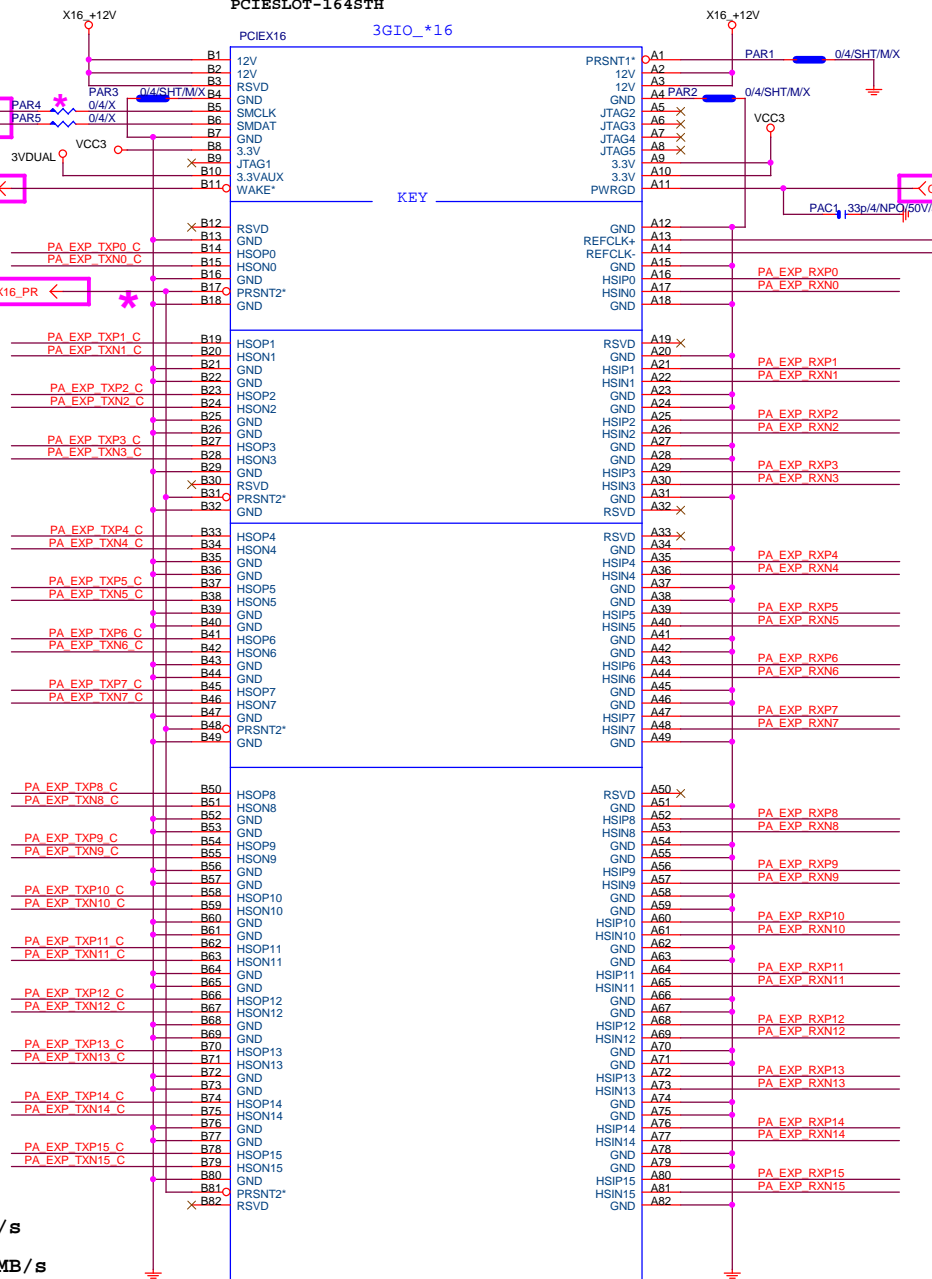 PCIESLOT-164STH
X16_+12V
X16_+12V
PCIEX16
3GIO_*16
PAR1 0/4/SHT/M/X
PAR3 0/4/SHT/M/X
PAR2 0/4/SHT/M/X
PAR4 0/4/X
PAR5 0/4/X
VCC3
VCC3
3VDUAL
KEY
PAC1 33p/4/NPO/50V/
X16_PR
B1 12V PRSNT1* A1
B2 12V 12V A2
B3 RSVD 12V A3
B4 GND GND A4
B5 SMCLK JTAG2 A5
B6 SMDAT JTAG3 A6
B7 GND JTAG4 A7
B8 3.3V JTAG5 A8
B9 JTAG1 3.3V A9
B10 3.3VAUX 3.3V A10
B11 WAKE* PWRGD A11
B12 RSVD GND A12
B13 GND REFCLK+ A13
PA_EXP_TXP0_C B14 HSOP0 REFCLK- A14
PA_EXP_TXN0_C B15 HSON0 GND A15
B16 GND HSIP0 A16 PA_EXP_RXP0
B17 PRSNT2* HSIN0 A17 PA_EXP_RXN0
B18 GND GND A18
PA_EXP_TXP1_C B19 HSOP1 RSVD A19
PA_EXP_TXN1_C B20 HSON1 GND A20
B21 GND HSIP1 A21 PA_EXP_RXP1
B22 GND HSIN1 A22 PA_EXP_RXN1
PA_EXP_TXP2_C B23 HSOP2 GND A23
PA_EXP_TXN2_C B24 HSON2 GND A24
B25 GND HSIP2 A25 PA_EXP_RXP2
B26 GND HSIN2 A26 PA_EXP_RXN2
PA_EXP_TXP3_C B27 HSOP3 GND A27
PA_EXP_TXN3_C B28 HSON3 GND A28
B29 GND HSIP3 A29 PA_EXP_RXP3
B30 RSVD HSIN3 A30 PA_EXP_RXN3
B31 PRSNT2* GND A31
B32 GND RSVD A32
PA_EXP_TXP4_C B33 HSOP4 RSVD A33
PA_EXP_TXN4_C B34 HSON4 GND A34
B35 GND HSIP4 A35 PA_EXP_RXP4
B36 GND HSIN4 A36 PA_EXP_RXN4
PA_EXP_TXP5_C B37 HSOP5 GND A37
PA_EXP_TXN5_C B38 HSON5 GND A38
B39 GND HSIP5 A39 PA_EXP_RXP5
B40 GND HSIN5 A40 PA_EXP_RXN5
PA_EXP_TXP6_C B41 HSOP6 GND A41
PA_EXP_TXN6_C B42 HSON6 GND A42
B43 GND HSIP6 A43 PA_EXP_RXP6
B44 GND HSIN6 A44 PA_EXP_RXN6
PA_EXP_TXP7_C B45 HSOP7 GND A45
PA_EXP_TXN7_C B46 HSON7 GND A46
B47 GND HSIP7 A47 PA_EXP_RXP7
B48 PRSNT2* HSIN7 A48 PA_EXP_RXN7
B49 GND GND A49
PA_EXP_TXP8_C B50 HSOP8 RSVD A50
PA_EXP_TXN8_C B51 HSON8 GND A51
B52 GND HSIP8 A52 PA_EXP_RXP8
B53 GND HSIN8 A53 PA_EXP_RXN8
PA_EXP_TXP9_C B54 HSOP9 GND A54
PA_EXP_TXN9_C B55 HSON9 GND A55
B56 GND HSIP9 A56 PA_EXP_RXP9
B57 GND HSIN9 A57 PA_EXP_RXN9
PA_EXP_TXP10_C B58 HSOP10 GND A58
PA_EXP_TXN10_C B59 HSON10 GND A59
B60 GND HSIP10 A60 PA_EXP_RXP10
B61 GND HSIN10 A61 PA_EXP_RXN10
PA_EXP_TXP11_C B62 HSOP11 GND A62
PA_EXP_TXN11_C B63 HSON11 GND A63
B64 GND HSIP11 A64 PA_EXP_RXP11
B65 GND HSIN11 A65 PA_EXP_RXN11
PA_EXP_TXP12_C B66 HSOP12 GND A66
PA_EXP_TXN12_C B67 HSON12 GND A67
B68 GND HSIP12 A68 PA_EXP_RXP12
B69 GND HSIN12 A69 PA_EXP_RXN12
PA_EXP_TXP13_C B70 HSOP13 GND A70
PA_EXP_TXN13_C B71 HSON13 GND A71
B72 GND HSIP13 A72 PA_EXP_RXP13
B73 GND HSIN13 A73 PA_EXP_RXN13
PA_EXP_TXP14_C B74 HSOP14 GND A74
PA_EXP_TXN14_C B75 HSON14 GND A75
B76 GND HSIP14 A76 PA_EXP_RXP14
B77 GND HSIN14 A77 PA_EXP_RXN14
PA_EXP_TXP15_C B78 HSOP15 GND A78
PA_EXP_TXN15_C B79 HSON15 GND A79
B80 GND HSIP15 A80 PA_EXP_RXP15
B81 PRSNT2* HSIN15 A81 PA_EXP_RXN15
B82 RSVD GND A82
/s
MB/s